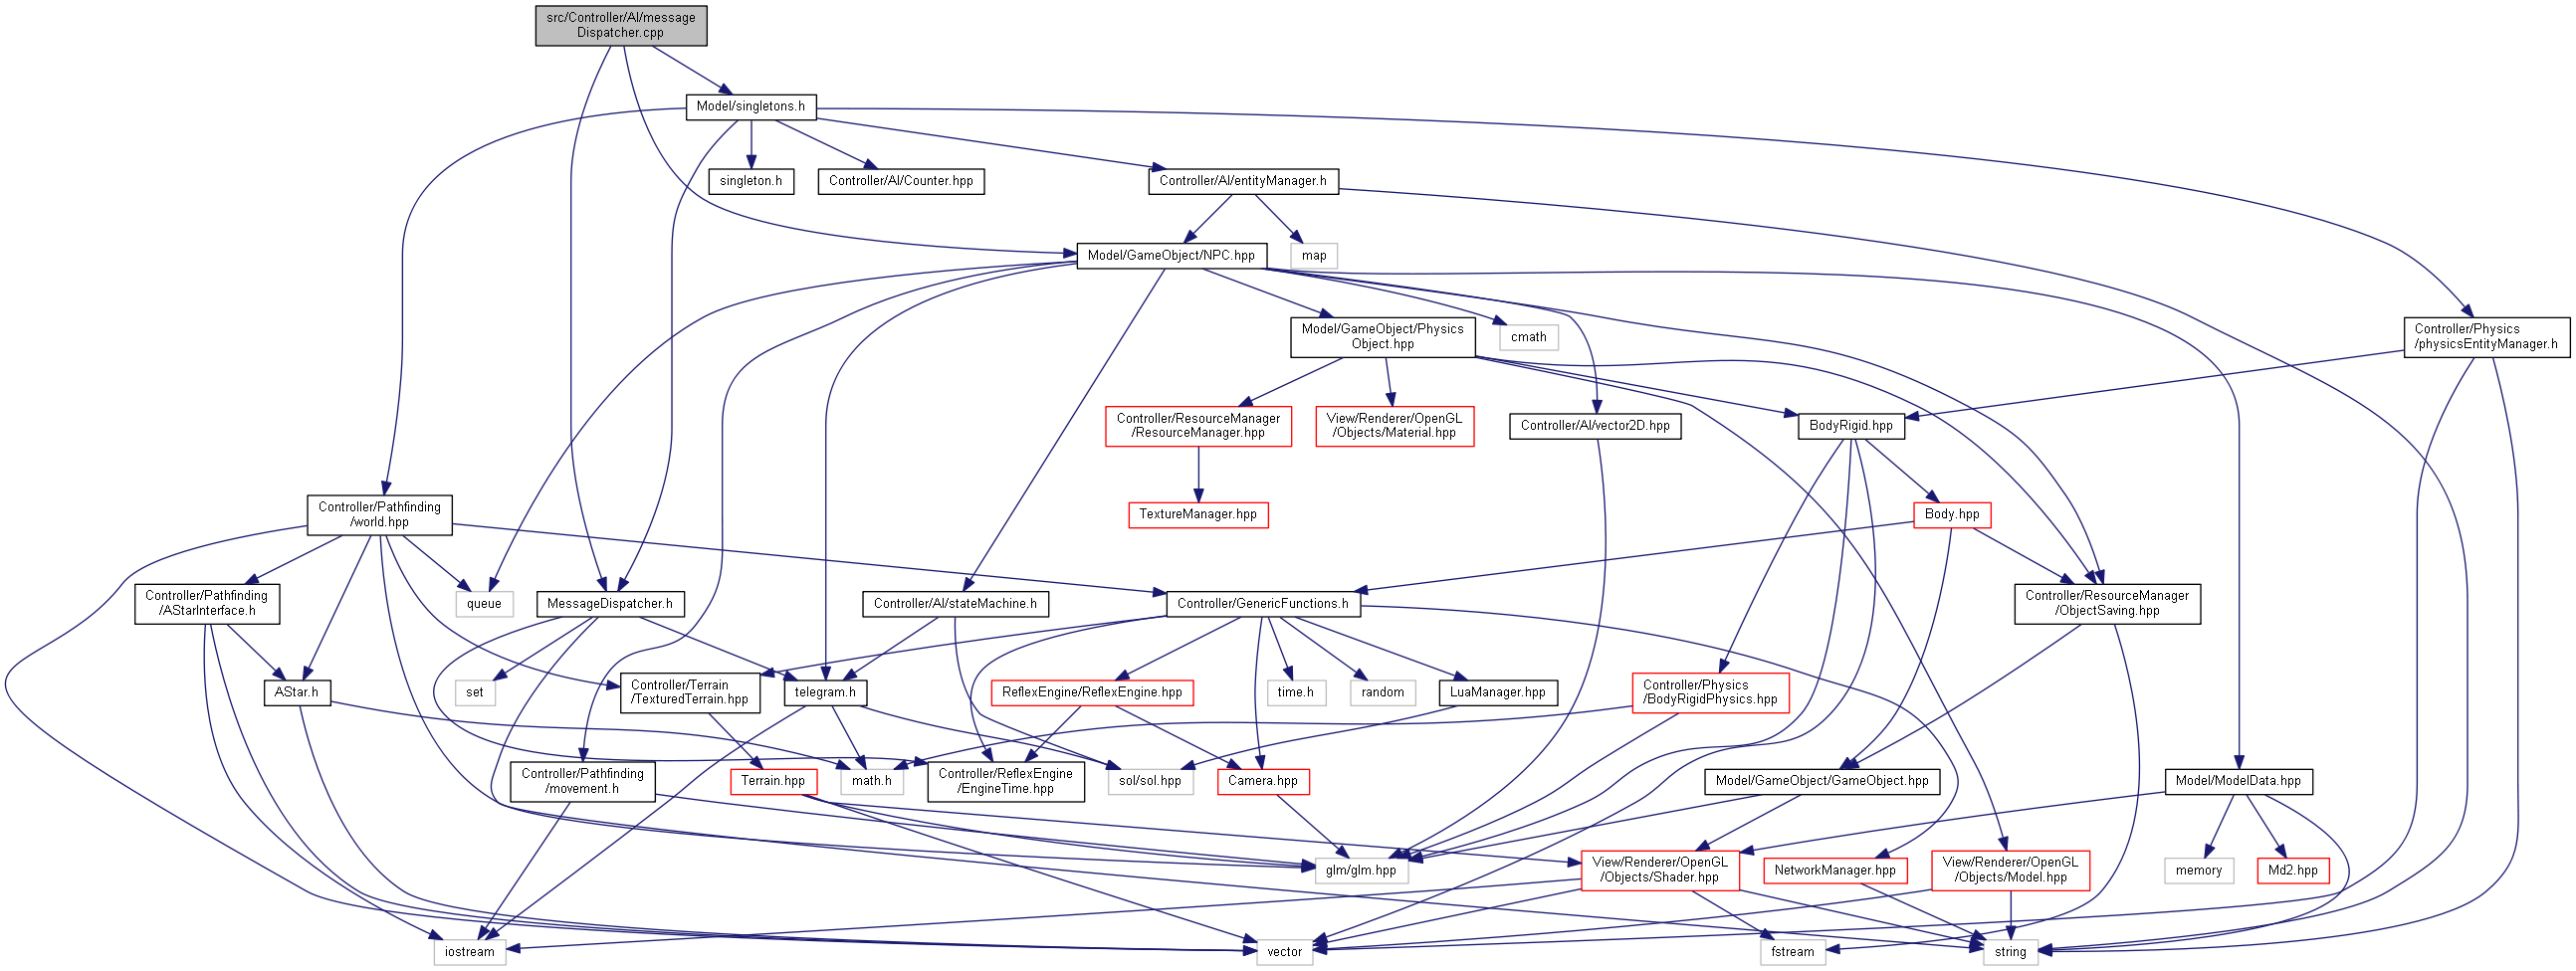 src/Controller/AI/message
Dispatcher.cpp
Model/singletons.h
singleton.h
Controller/AI/Counter.hpp
Controller/AI/entityManager.h
Model/GameObject/NPC.hpp
map
Model/GameObject/Physics
Object.hpp
cmath
Controller/Physics
/physicsEntityManager.h
Controller/ResourceManager
/ResourceManager.hpp
View/Renderer/OpenGL
/Objects/Material.hpp
Controller/AI/vector2D.hpp
BodyRigid.hpp
Controller/Pathfinding
/world.hpp
TextureManager.hpp
Body.hpp
Controller/Pathfinding
/AStarInterface.h
queue
MessageDispatcher.h
Controller/AI/stateMachine.h
Controller/GenericFunctions.h
Controller/ResourceManager
/ObjectSaving.hpp
AStar.h
set
Controller/Terrain
/TexturedTerrain.hpp
telegram.h
ReflexEngine/ReflexEngine.hpp
time.h
random
LuaManager.hpp
Controller/Physics
/BodyRigidPhysics.hpp
Controller/Pathfinding
/movement.h
Terrain.hpp
math.h
Controller/ReflexEngine
/EngineTime.hpp
sol/sol.hpp
Camera.hpp
Model/GameObject/GameObject.hpp
Model/ModelData.hpp
glm/glm.hpp
View/Renderer/OpenGL
/Objects/Shader.hpp
NetworkManager.hpp
View/Renderer/OpenGL
/Objects/Model.hpp
memory
Md2.hpp
iostream
vector
fstream
string